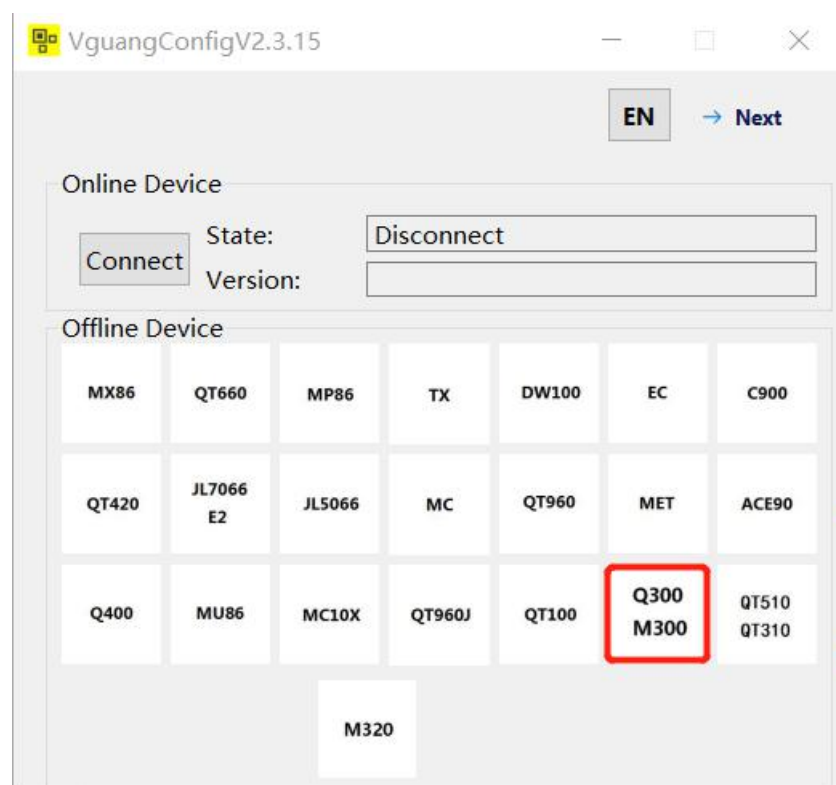 VguangConfigV2.3.15
EN → Next
Online Device
Connect
State: Disconnect
Version:
Offline Device
MX86 QT660 MP86 TX DW100 EC C900
QT420 JL7066 E2 JL5066 MC QT960 MET ACE90
Q400 MU86 MC10X QT960J QT100 Q300 M300 QT510 QT310
M320